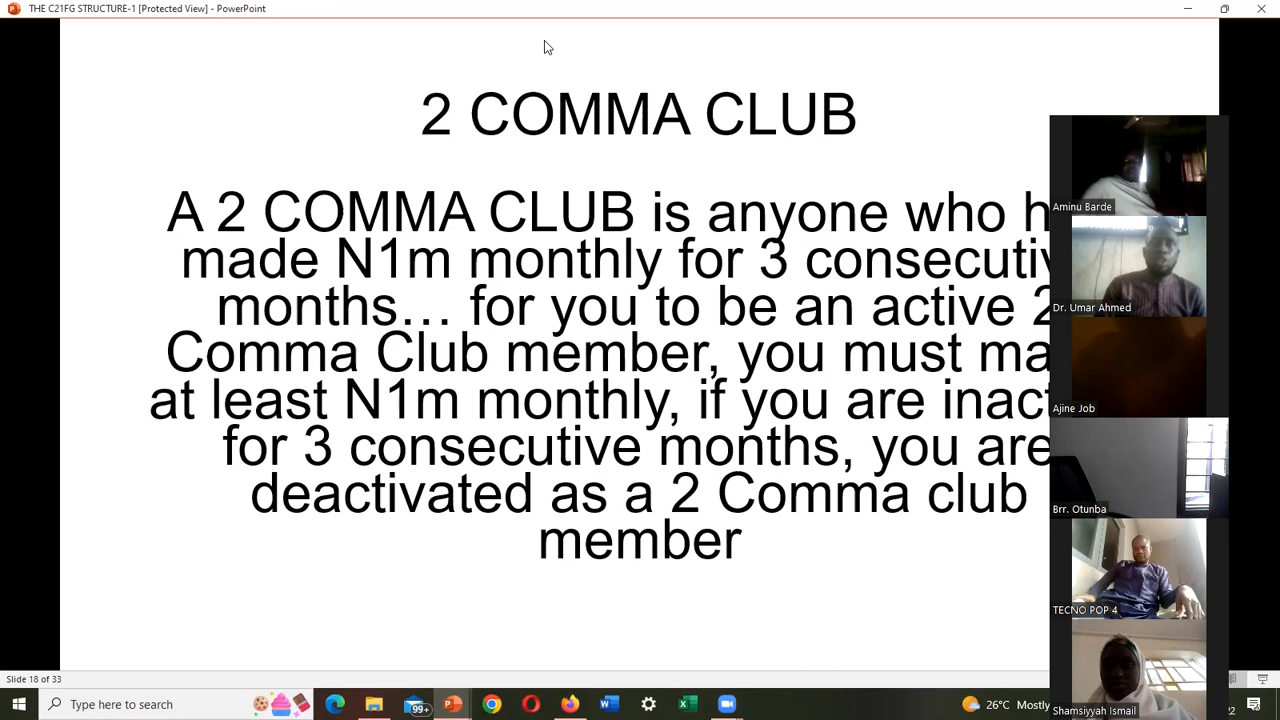 THE C21FG STRUCTURE-1 [Protected View] - PowerPoint
2 COMMA CLUB
A 2 COMMA CLUB is anyone who
made N1m monthly for 3
months… for you to be an active 2
Comma Club member, you must
at least N1m monthly, if you are
for 3 consecutive months, you are
deactivated as a 2 Comma club
member
Aminu Barde
Dr. Umar Ahmed
Ajine Job
Brr. Otunba
TECNO POP 4
Shamsiyyah Ismail
Slide 18 of 33
Type here to search
99+
26°C Mostly